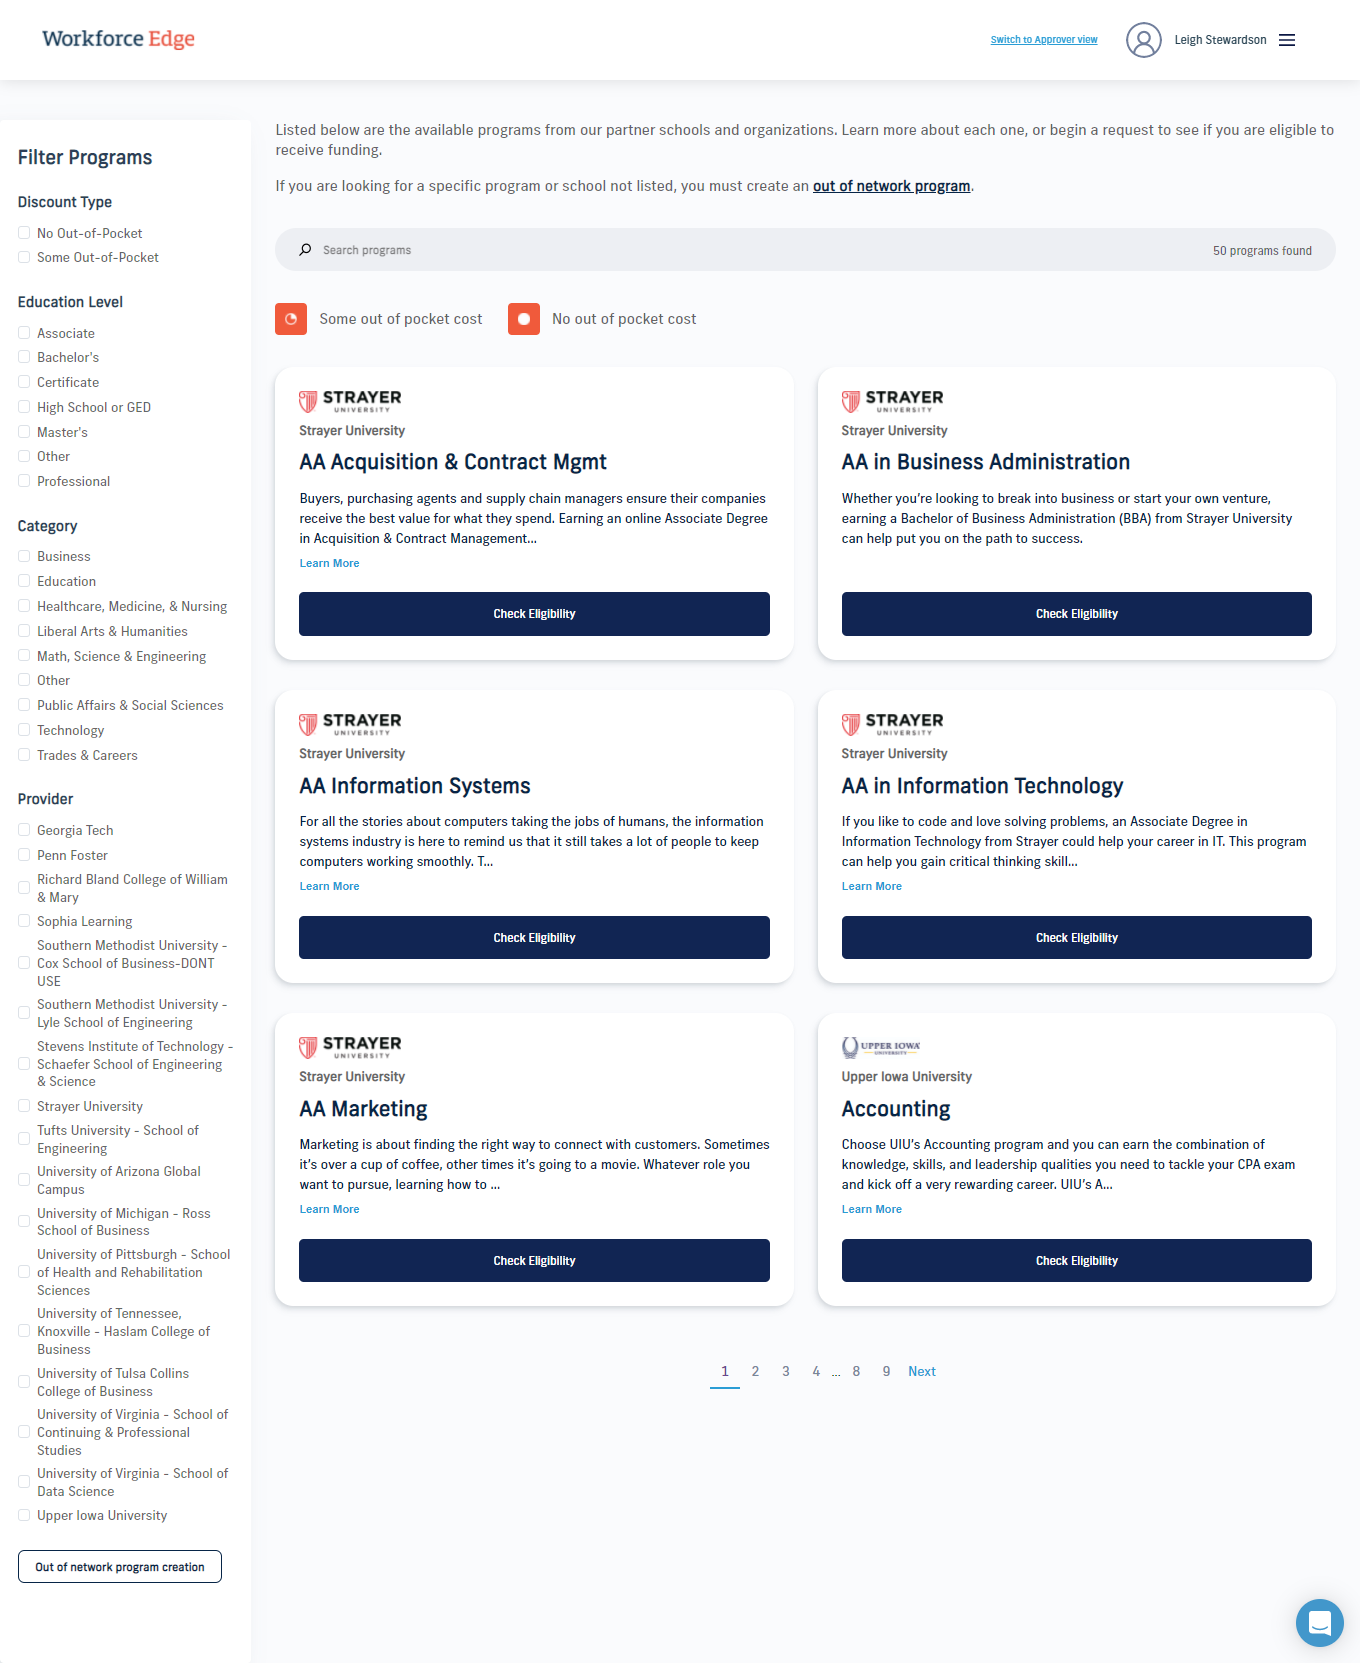 Workforce Edge
Switch to Approver view
Leigh Stewardson
Filter Programs
Discount Type
No Out-of-Pocket
Some Out-of-Pocket
Education Level
Associate
Bachelor's
Certificate
High School or GED
Master's
Other
Professional
Category
Business
Education
Healthcare, Medicine, & Nursing
Liberal Arts & Humanities
Math, Science & Engineering
Other
Public Affairs & Social Sciences
Technology
Trades & Careers
Provider
Georgia Tech
Penn Foster
Richard Bland College of William
& Mary
Sophia Learning
Southern Methodist University -
Cox School of Business-DONT
USE
Southern Methodist University -
Lyle School of Engineering
Stevens Institute of Technology -
Schaefer School of Engineering
& Science
Strayer University
Tufts University - School of
Engineering
University of Arizona Global
Campus
University of Michigan - Ross
School of Business
University of Pittsburgh - School
of Health and Rehabilitation
Sciences
University of Tennessee,
Knoxville - Haslam College of
Business
University of Tulsa Collins
College of Business
University of Virginia - School of
Continuing & Professional
Studies
University of Virginia - School of
Data Science
Upper Iowa University
Out of network program creation
Listed below are the available programs from our partner schools and organizations. Learn more about each one, or begin a request to see if you are eligible to
receive funding.
If you are looking for a specific program or school not listed, you must create an out of network program.
Search programs
50 programs found
Some out of pocket cost
No out of pocket cost
STRAYER
UNIVERSITY
Strayer University
AA Acquisition & Contract Mgmt
Buyers, purchasing agents and supply chain managers ensure their companies
receive the best value for what they spend. Earning an online Associate Degree
in Acquisition & Contract Management...
Learn More
Check Eligibility
STRAYER
UNIVERSITY
Strayer University
AA in Business Administration
Whether you're looking to break into business or start your own venture,
earning a Bachelor of Business Administration (BBA) from Strayer University
can help put you on the path to success.
Check Eligibility
STRAYER
UNIVERSITY
Strayer University
AA Information Systems
For all the stories about computers taking the jobs of humans, the information
systems industry is here to remind us that it still takes a lot of people to keep
computers working smoothly. T...
Learn More
Check Eligibility
STRAYER
UNIVERSITY
Strayer University
AA in Information Technology
If you like to code and love solving problems, an Associate Degree in
Information Technology from Strayer could help your career in IT. This program
can help you gain critical thinking skill...
Learn More
Check Eligibility
STRAYER
UNIVERSITY
Strayer University
AA Marketing
Marketing is about finding the right way to connect with customers. Sometimes
it's over a cup of coffee, other times it's going to a movie. Whatever role you
want to pursue, learning how to ...
Learn More
Check Eligibility
UPPER IOWA
UNIVERSITY
Upper Iowa University
Accounting
Choose UIU's Accounting program and you can earn the combination of
knowledge, skills, and leadership qualities you need to tackle your CPA exam
and kick off a very rewarding career. UIU's A...
Learn More
Check Eligibility
1 2 3 4 ... 8 9 Next